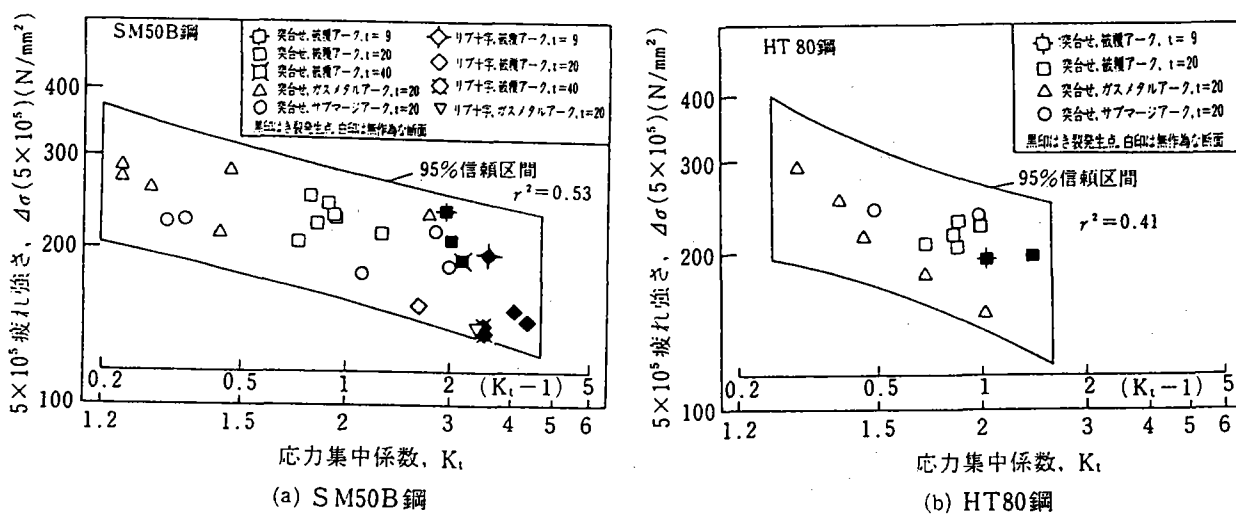 SM50B鋼
突合せ,被覆アーク,t=9
突合せ,被覆アーク,t=20
突合せ,被覆アーク,t=40
突合せ,ガスメタルアーク,t=20
突合せ,サブマージアーク,t=20
リブ十字,被覆アーク,t=9
リブ十字,被覆アーク,t=20
リブ十字,被覆アーク,t=40
リブ十字,ガスメタルアーク,t=20
黒印はき裂発生点,白印は無作為な断面
95%信頼区間
r²=0.53
5×10⁵疲れ強さ, Δσ(5×10⁵)(N/mm²)
400
300
200
100
0.2 0.5 1 2 (Kt−1) 5
1.2 1.5 2 3 4 5 6
応力集中係数, Kt
(a) SM50B鋼
HT80鋼
突合せ,被覆アーク,t=9
突合せ,被覆アーク,t=20
突合せ,ガスメタルアーク,t=20
突合せ,サブマージアーク,t=20
黒印はき裂発生点,白印は無作為な断面
95%信頼区間
r²=0.41
5×10⁵疲れ強さ, Δσ(5×10⁵)(N/mm²)
400
300
200
100
0.2 0.5 1 (Kt−1) 5
1.2 1.5 2 3 4 5 6
応力集中係数, Kt
(b) HT80鋼